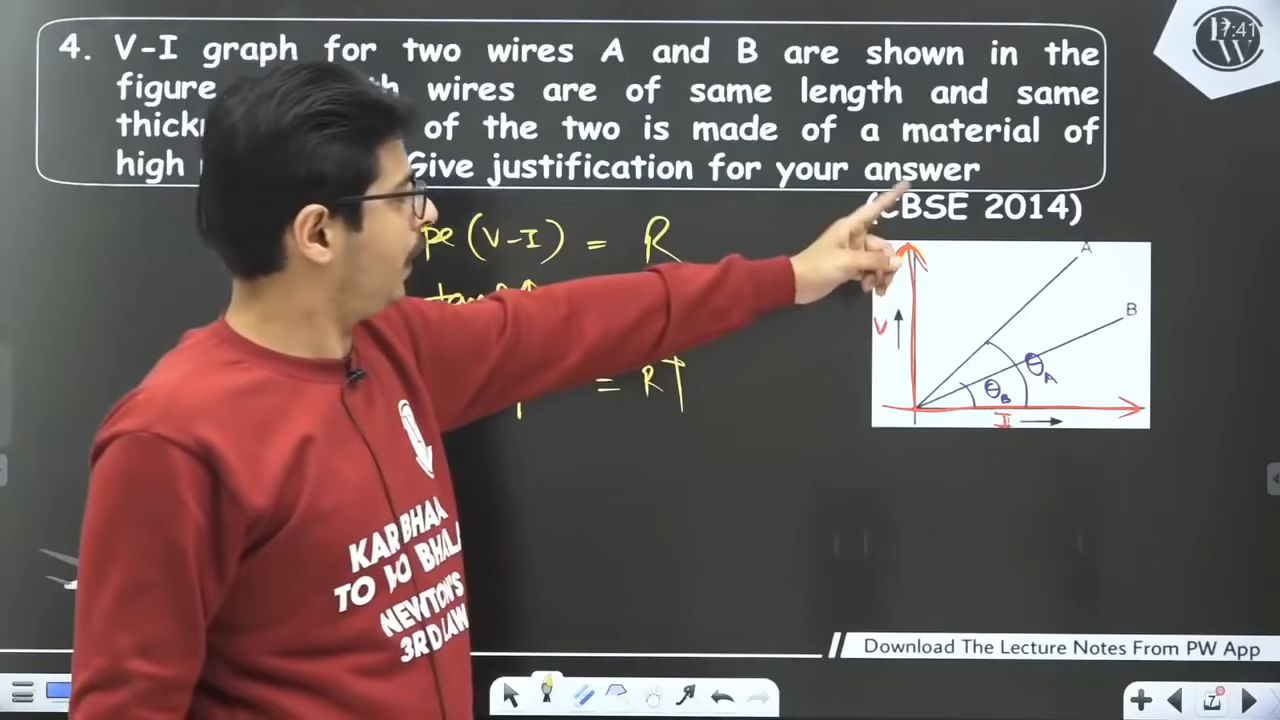 4. V-I graph for two wires A and B are shown in the
figure wires are of same length and same
of the two is made of a material of
high Give justification for your answer
(CBSE 2014)
(V-I) = R
= R↑
A
B
V
θA
θB
I
KAR BHAA
TO HO BHALA
NEWTON'S
3RD LAW
Download The Lecture Notes From PW App
7